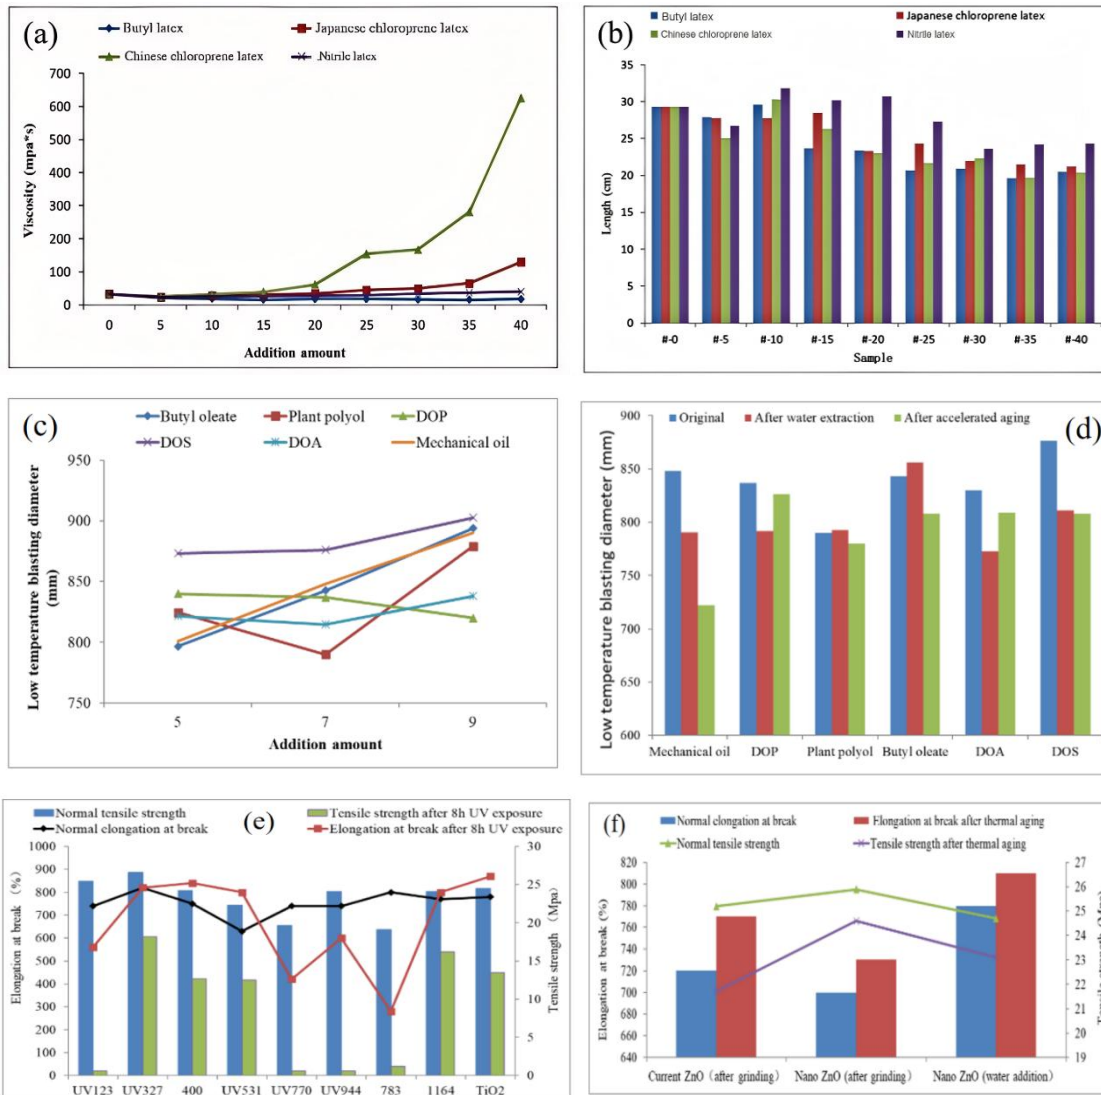 (a)
Butyl latex
Japanese chloroprene latex
Chinese chloroprene latex
Nitrile latex
700
600
500
400
300
200
100
0
Viscosity (mpa*s)
0 5 10 15 20 25 30 35 40
Addition amount
(b)
Butyl latex
Japanese chloroprene latex
Chinese chloroprene latex
Nitrile latex
35
30
25
20
15
10
5
0
Length (cm)
#-0 #-5 #-10 #-15 #-20 #-25 #-30 #-35 #-40
Sample
(c)
Butyl oleate Plant polyol DOP
DOS DOA Mechanical oil
950
900
850
800
750
Low temperature blasting diameter
(mm)
5 7 9
Addition amount
(d)
Original After water extraction After accelerated aging
900
850
800
750
700
650
600
Low temperature blasting diameter (mm)
Mechanical oil DOP Plant polyol Butyl oleate DOA DOS
(e)
Normal tensile strength
Tensile strength after 8h UV exposure
Normal elongation at break
Elongation at break after 8h UV exposure
1000
900
800
700
600
500
400
300
200
100
0
Elongation at break (%)
30
25
20
15
10
5
0
Tensile strength (Mpa)
UV123 UV327 400 UV531 UV770 UV944 783 1164 TiO2
(f)
Normal elongation at break
Elongation at break after thermal aging
Normal tensile strength
Tensile strength after thermal aging
820
800
780
760
740
720
700
680
660
640
Elongation at break (%)
27
26
25
24
23
22
21
20
19
Tensile strength (Mpa)
Current ZnO (after grinding) Nano ZnO (after grinding) Nano ZnO (water addition)